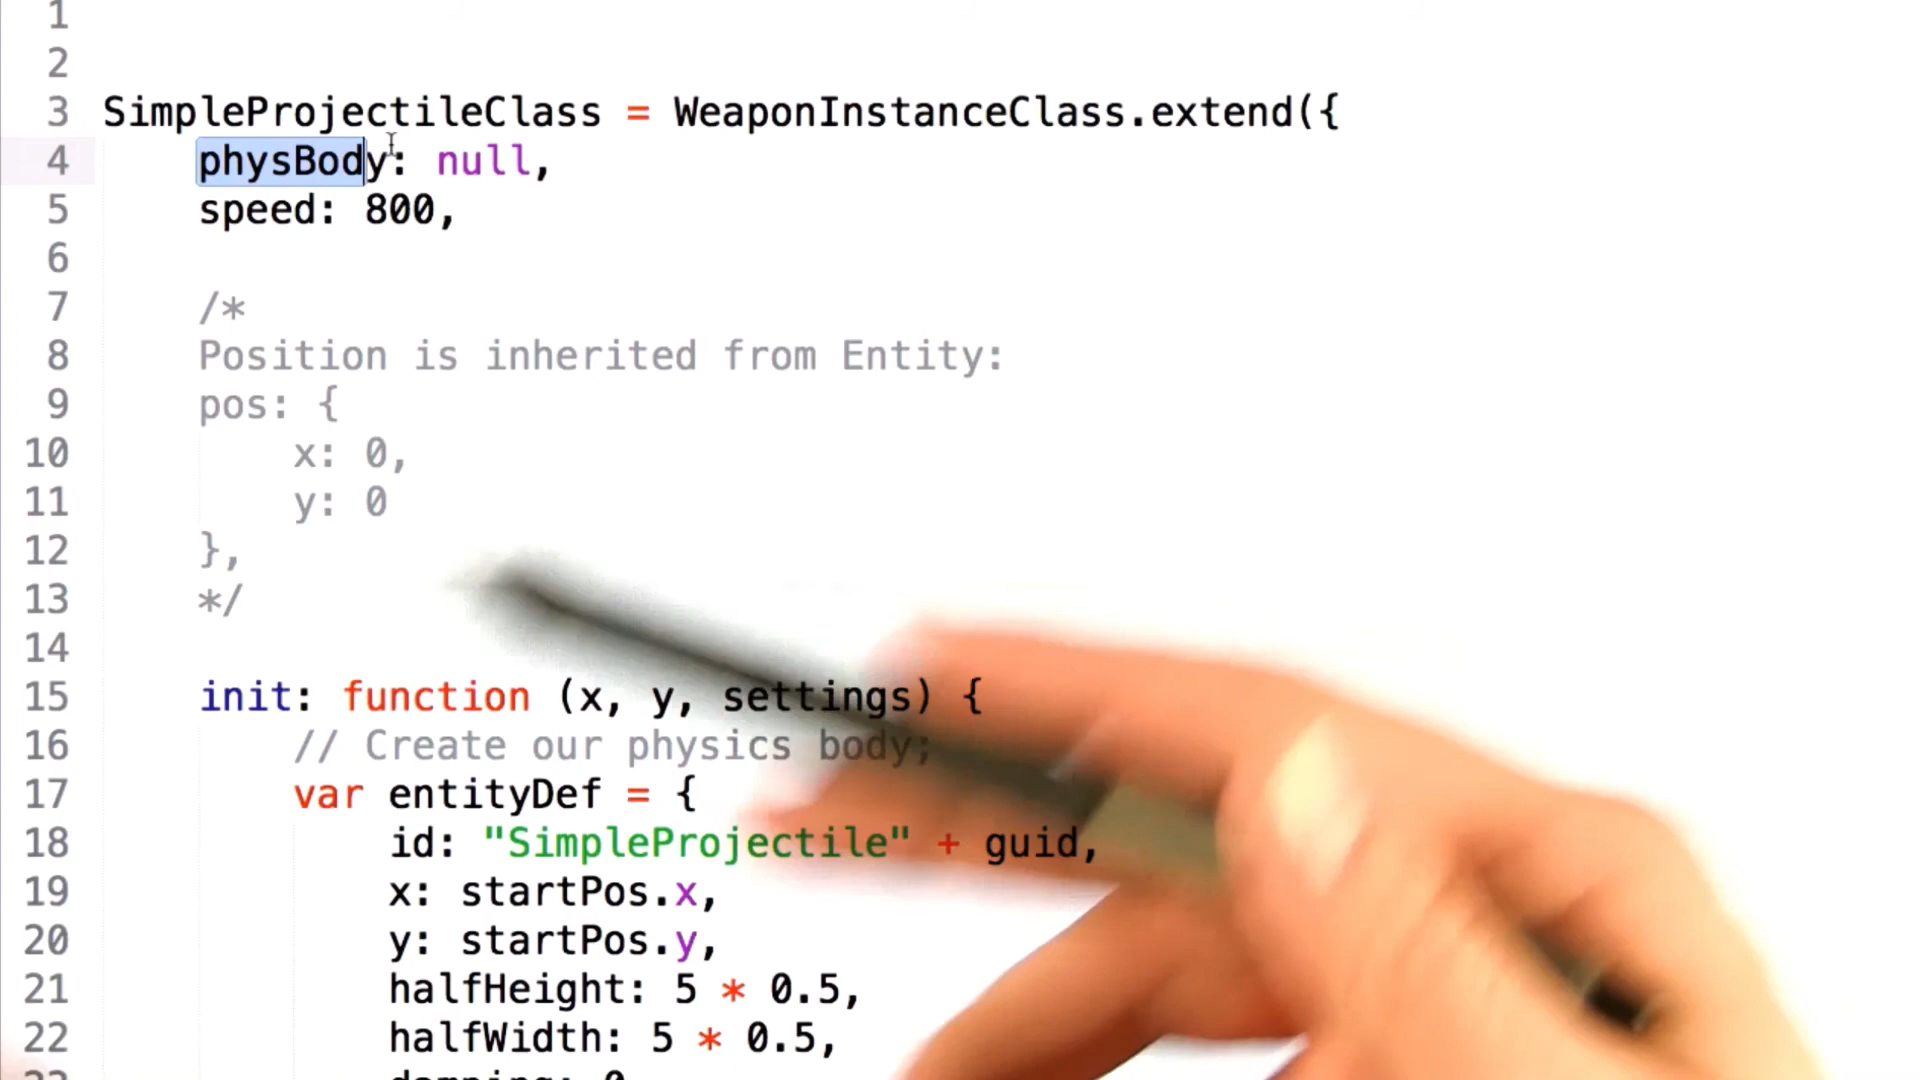 1
2
3 SimpleProjectileClass = WeaponInstanceClass.extend({
4 physBody: null,
5 speed: 800,
6
7 /*
8 Position is inherited from Entity:
9 pos: {
10 x: 0,
11 y: 0
12 },
13 */
14
15 init: function (x, y, settings) {
16 // Create our physics body;
17 var entityDef = {
18 id: "SimpleProjectile" + guid,
19 x: startPos.x,
20 y: startPos.y,
21 halfHeight: 5 * 0.5,
22 halfWidth: 5 * 0.5,